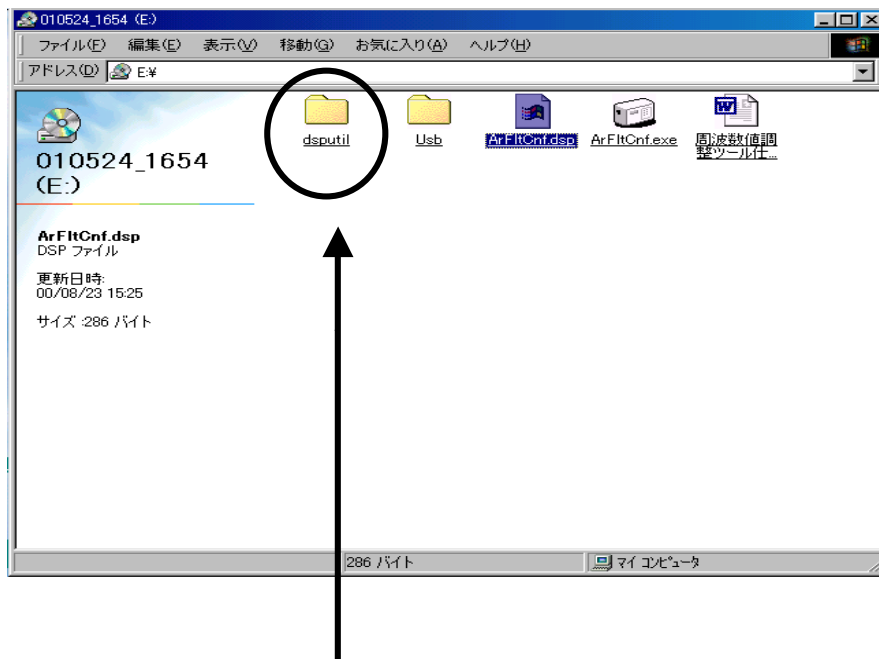 010524_1654 (E:)
ファイル(F) 編集(E) 表示(V) 移動(G) お気に入り(A) ヘルプ(H)
アドレス(D) E:¥
010524_1654
(E:)
ArFltCnf.dsp
DSP ファイル
更新日時:
00/08/23 15:25
サイズ :286 バイト
dsputil
Usb
ArFltCnf.dsp
ArFltCnf.exe
周波数値調
整ツール仕...
286 バイト
マイ コンピュータ